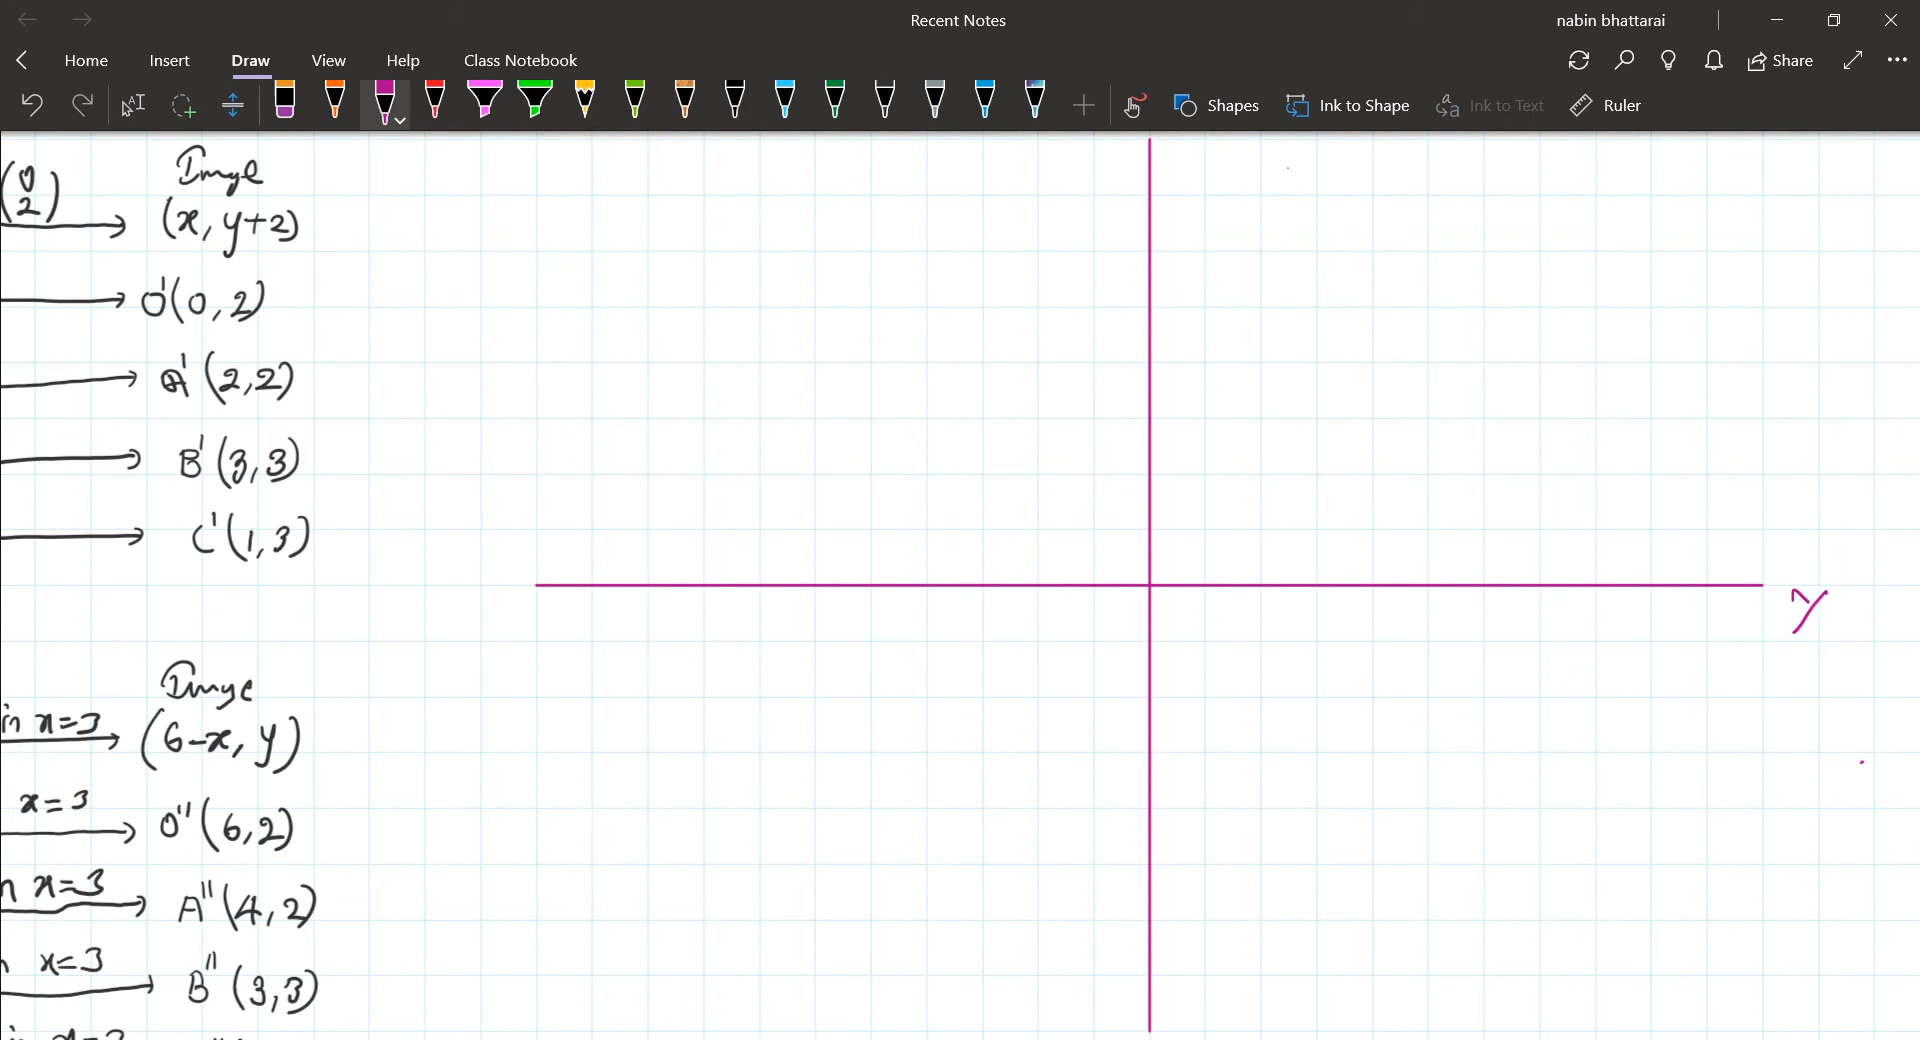 Recent Notes
nabin bhattarai
Home Insert Draw View Help Class Notebook Share
Shapes Ink to Shape Ink to Text Ruler
(0 2) Image
(x, y+2)
O'(0, 2)
A' (2,2)
B' (3,3)
C' (1,3)
Image
in x=3 (6-x, y)
x=3 O'' (6,2)
n x=3 A'' (4,2)
x=3 B'' (3,3)